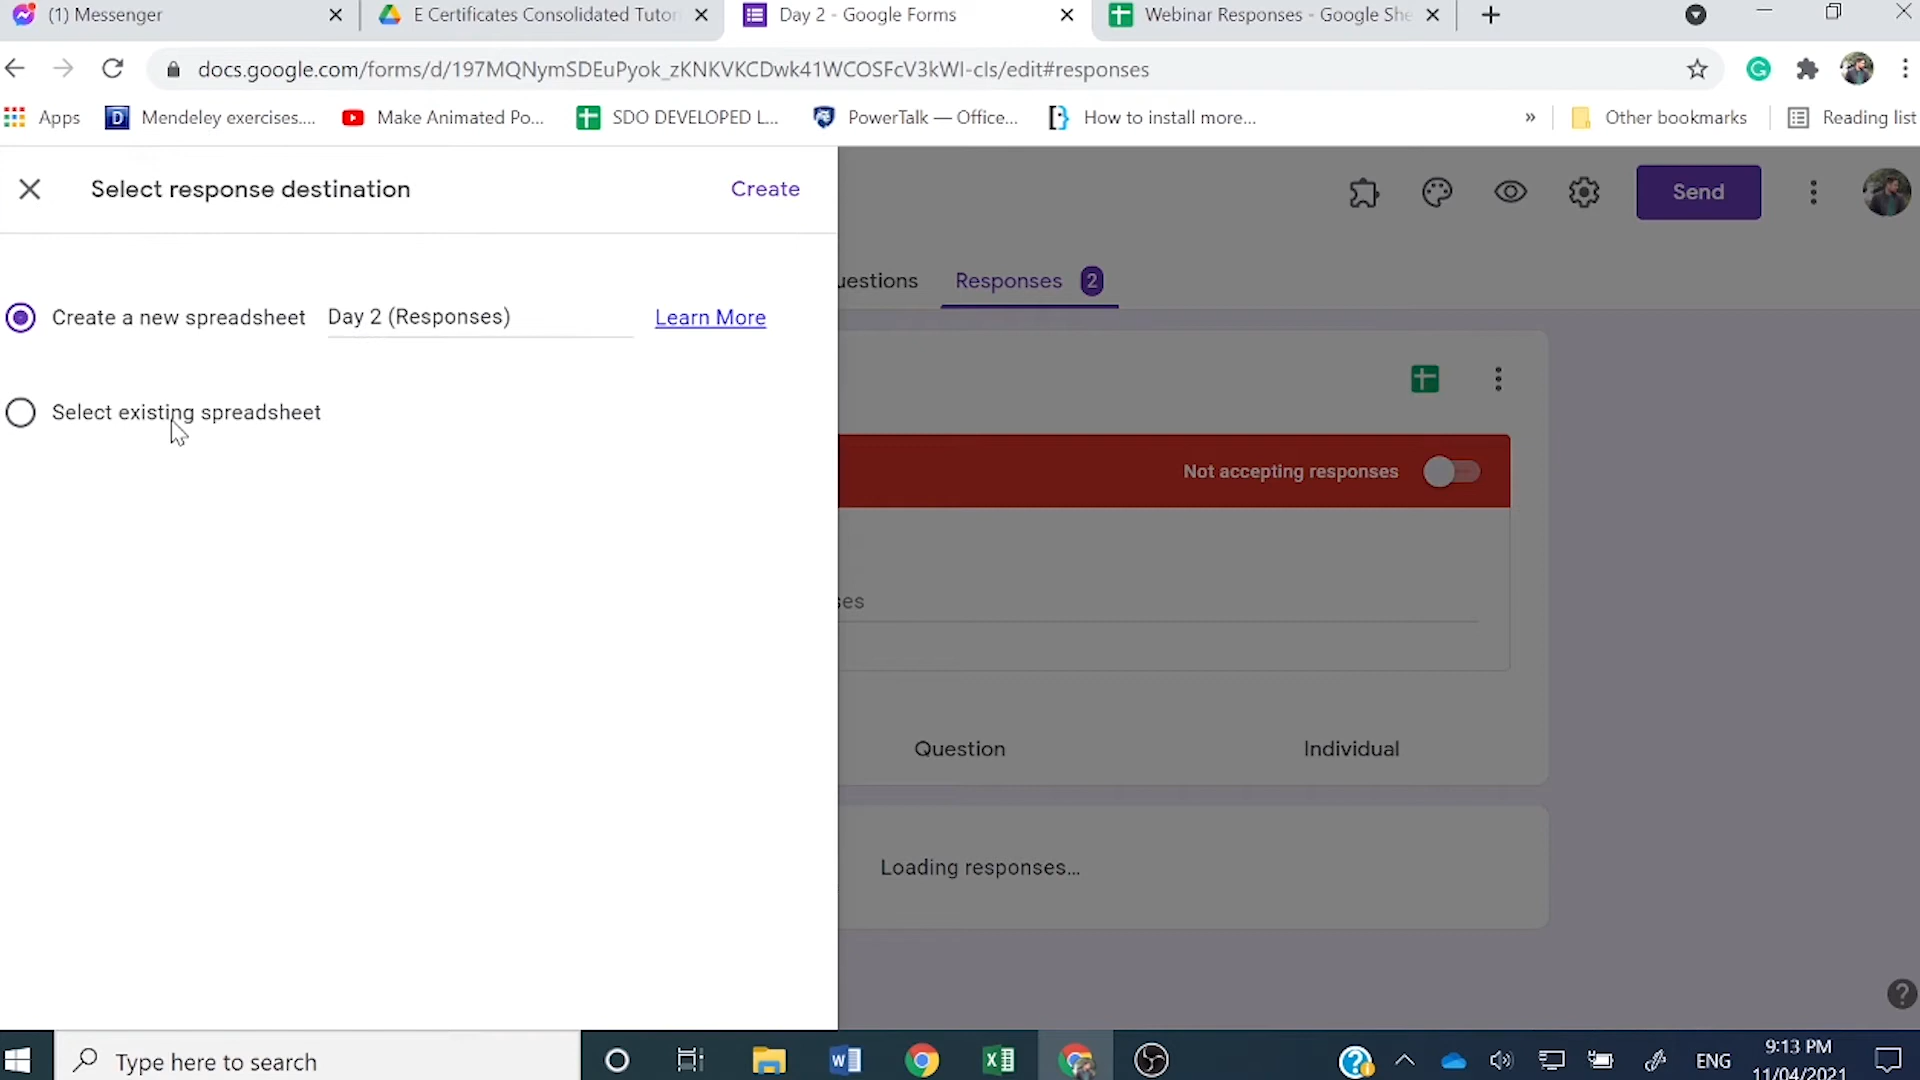 (1) Messenger
E Certificates Consolidated Tutor
Day 2 - Google Forms
Webinar Responses - Google She
docs.google.com/forms/d/197MQNymSDEuPyok_zKNKVKCDwk41WCOSFcV3kWI-cIs/edit#responses
Apps
Mendeley exercises....
Make Animated Po...
SDO DEVELOPED L...
PowerTalk — Office...
How to install more...
»
Other bookmarks
Reading list
Select response destination
Create
Send
Create a new spreadsheet
Day 2 (Responses)
Learn More
Select existing spreadsheet
uestions
Responses
2
Not accepting responses
ses
Question
Individual
Loading responses...
Type here to search
ENG
9:13 PM
11/04/2021